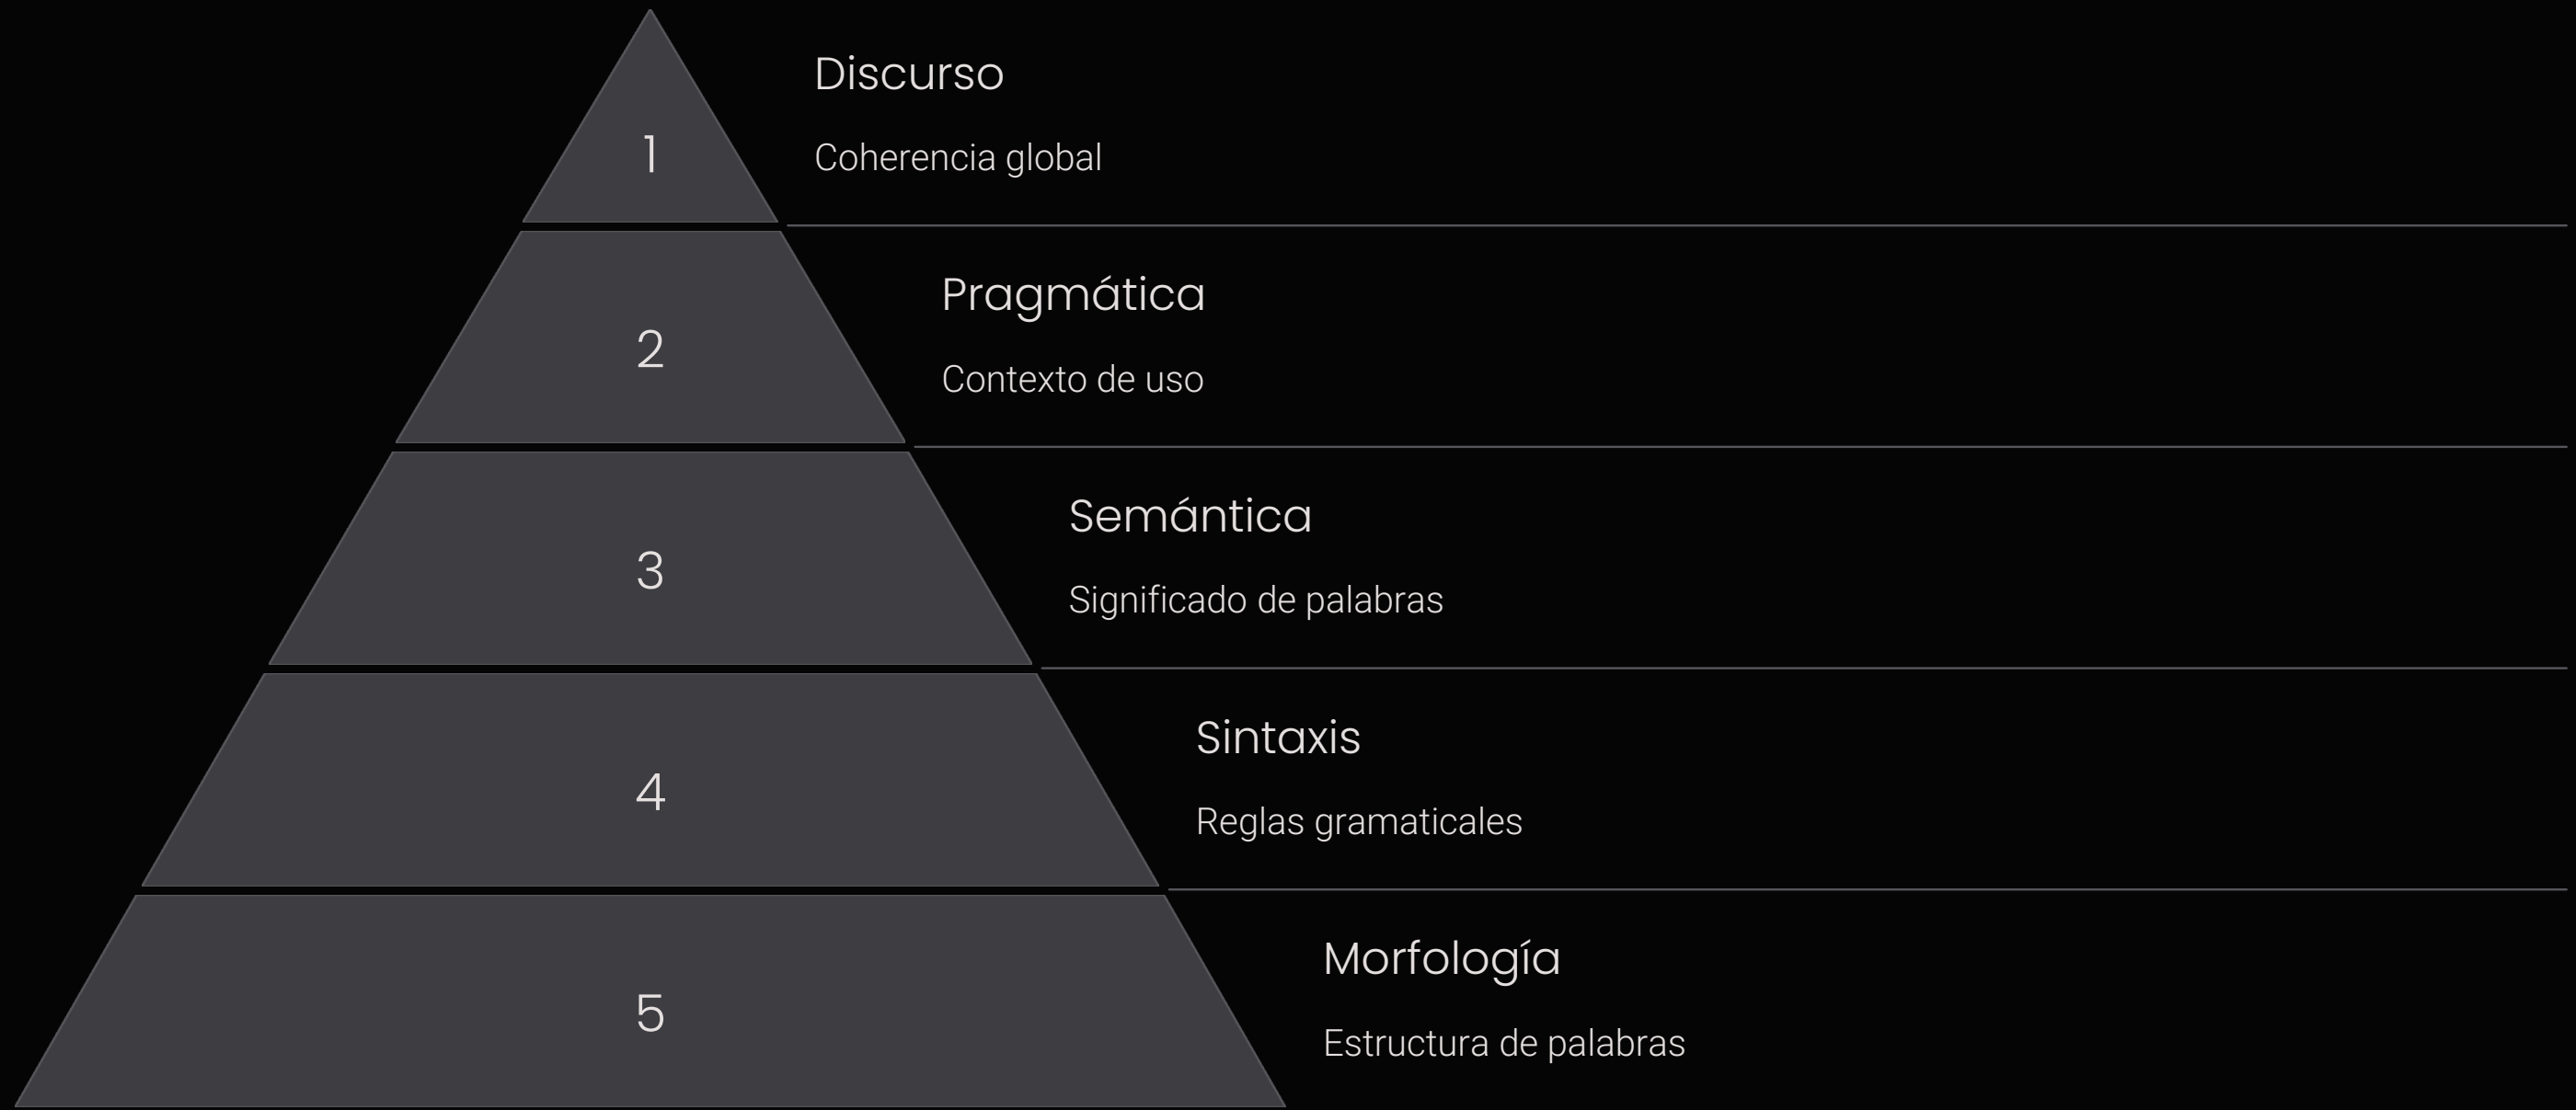 1
Discurso
Coherencia global
2
Pragmática
Contexto de uso
3
Semántica
Significado de palabras
4
Sintaxis
Reglas gramaticales
5
Morfología
Estructura de palabras